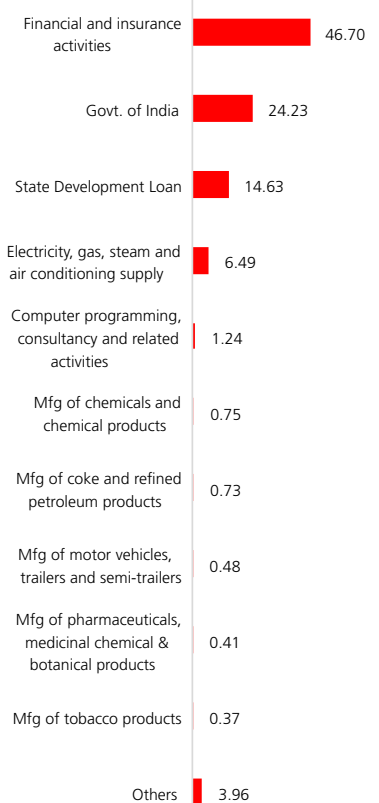 Financial and insurance
activities
46.70
Govt. of India
24.23
State Development Loan
14.63
Electricity, gas, steam and
air conditioning supply
6.49
Computer programming,
consultancy and related
activities
1.24
Mfg of chemicals and
chemical products
0.75
Mfg of coke and refined
petroleum products
0.73
Mfg of motor vehicles,
trailers and semi-trailers
0.48
Mfg of pharmaceuticals,
medicinal chemical &
botanical products
0.41
Mfg of tobacco products
0.37
Others
3.96